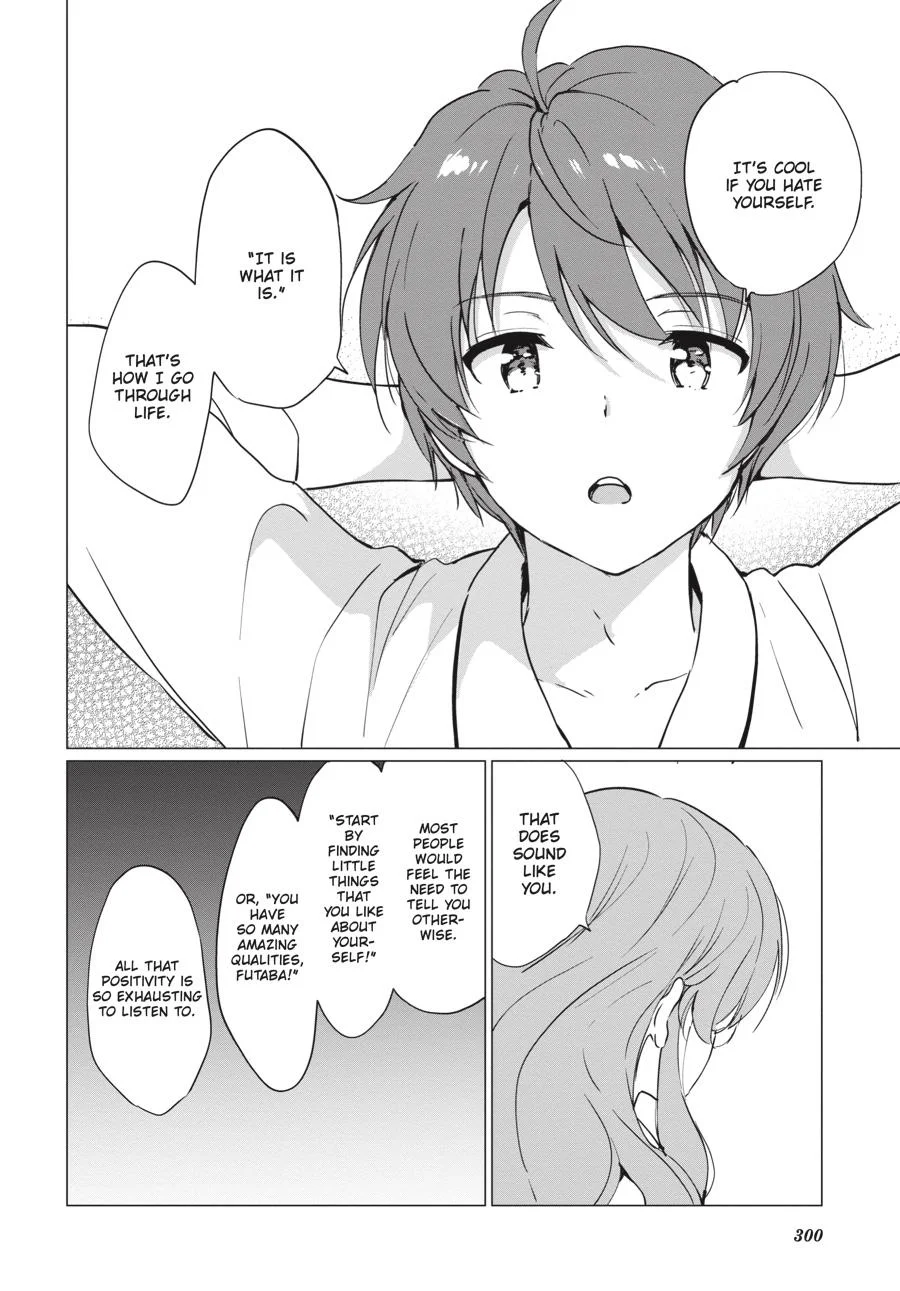 IT'S COOL
IF YOU HATE
YOURSELF.
"IT IS
WHAT IT
IS."
THAT'S
HOW I GO
THROUGH
LIFE.
THAT
DOES
SOUND
LIKE
YOU.
MOST
PEOPLE
WOULD
FEEL THE
NEED TO
TELL YOU
OTHER-
WISE.
"START
BY
FINDING
LITTLE
THINGS
THAT
YOU LIKE
ABOUT
YOUR-
SELF!"
OR, "YOU
HAVE
SO MANY
AMAZING
QUALITIES,
FUTABA!"
ALL THAT
POSITIVITY IS
SO EXHAUSTING
TO LISTEN TO.
300